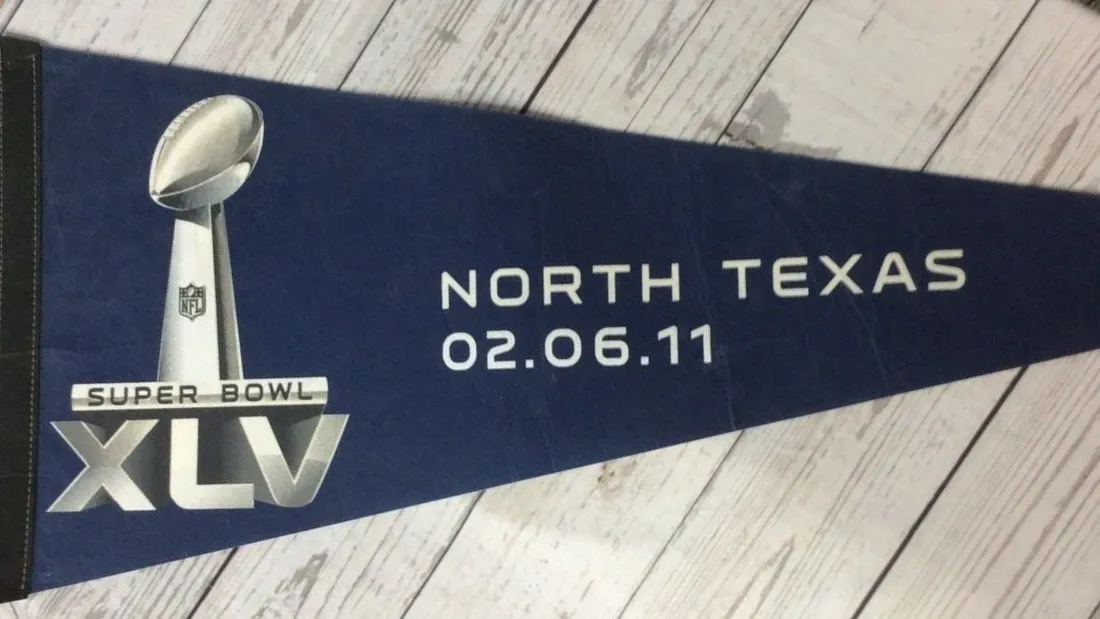 NFL
SUPER BOWL
XLV
NORTH TEXAS
02.06.11